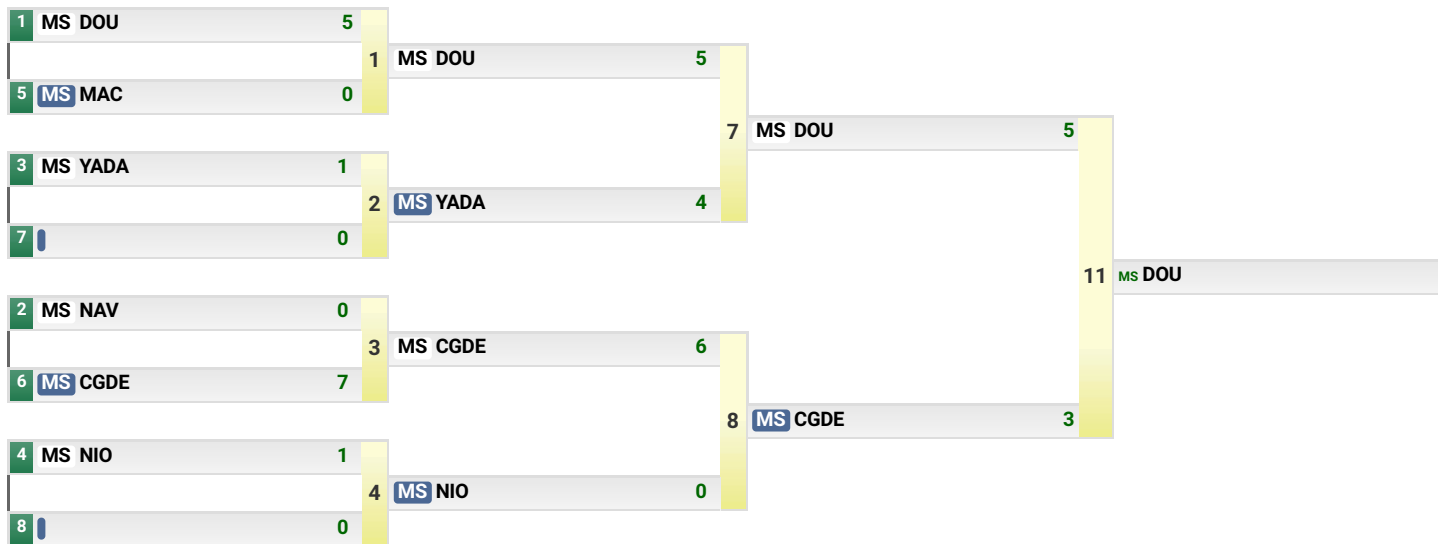 1 MS DOU 5
1 MS DOU 5
5 MS MAC 0
7 MS DOU 5
3 MS YADA 1
2 MS YADA 4
7 0
11 MS DOU
2 MS NAV 0
3 MS CGDE 6
6 MS CGDE 7
8 MS CGDE 3
4 MS NIO 1
4 MS NIO 0
8 0